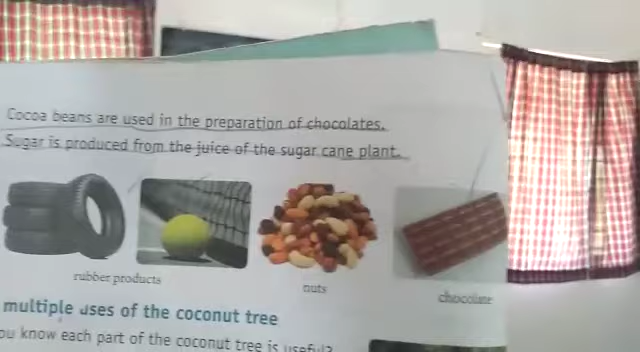 Cocoa beans are used in the preparation of chocolates.
Sugar is produced from the juice of the sugar cane plant.
rubber products
nuts
chocolate
multiple uses of the coconut tree
ou know each part of the coconut tree is useful?